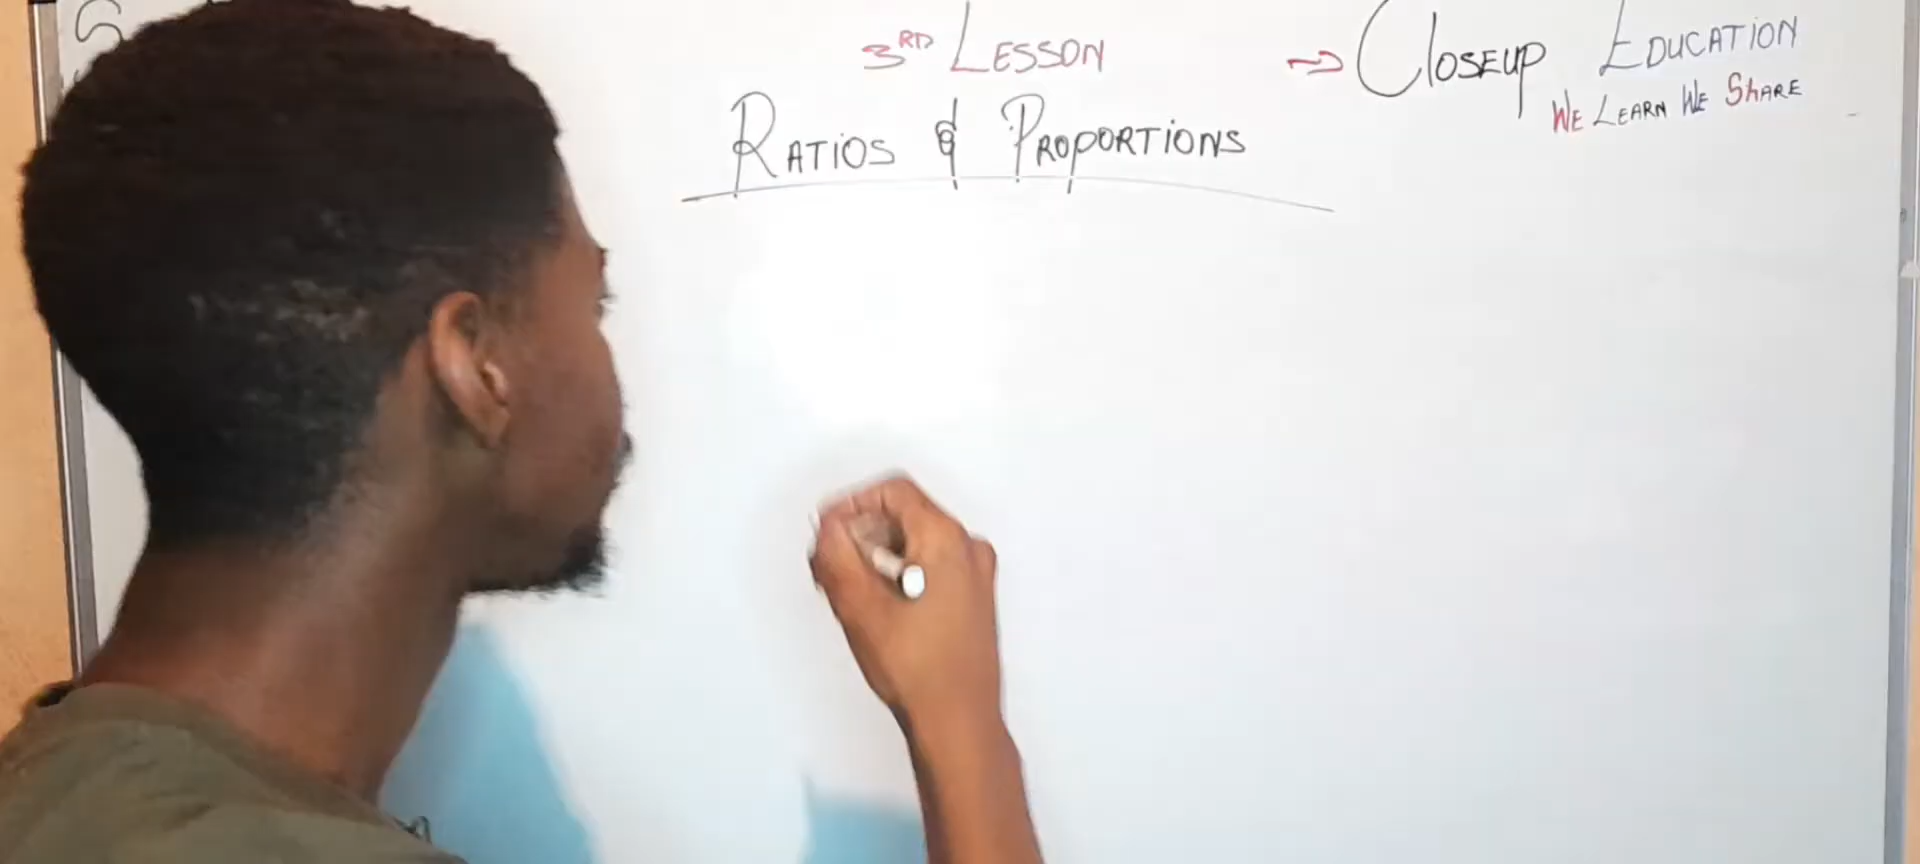 3RD LESSON
RATIOS & PROPORTIONS
→ CLOSEUP EDUCATION
WE LEARN WE SHARE